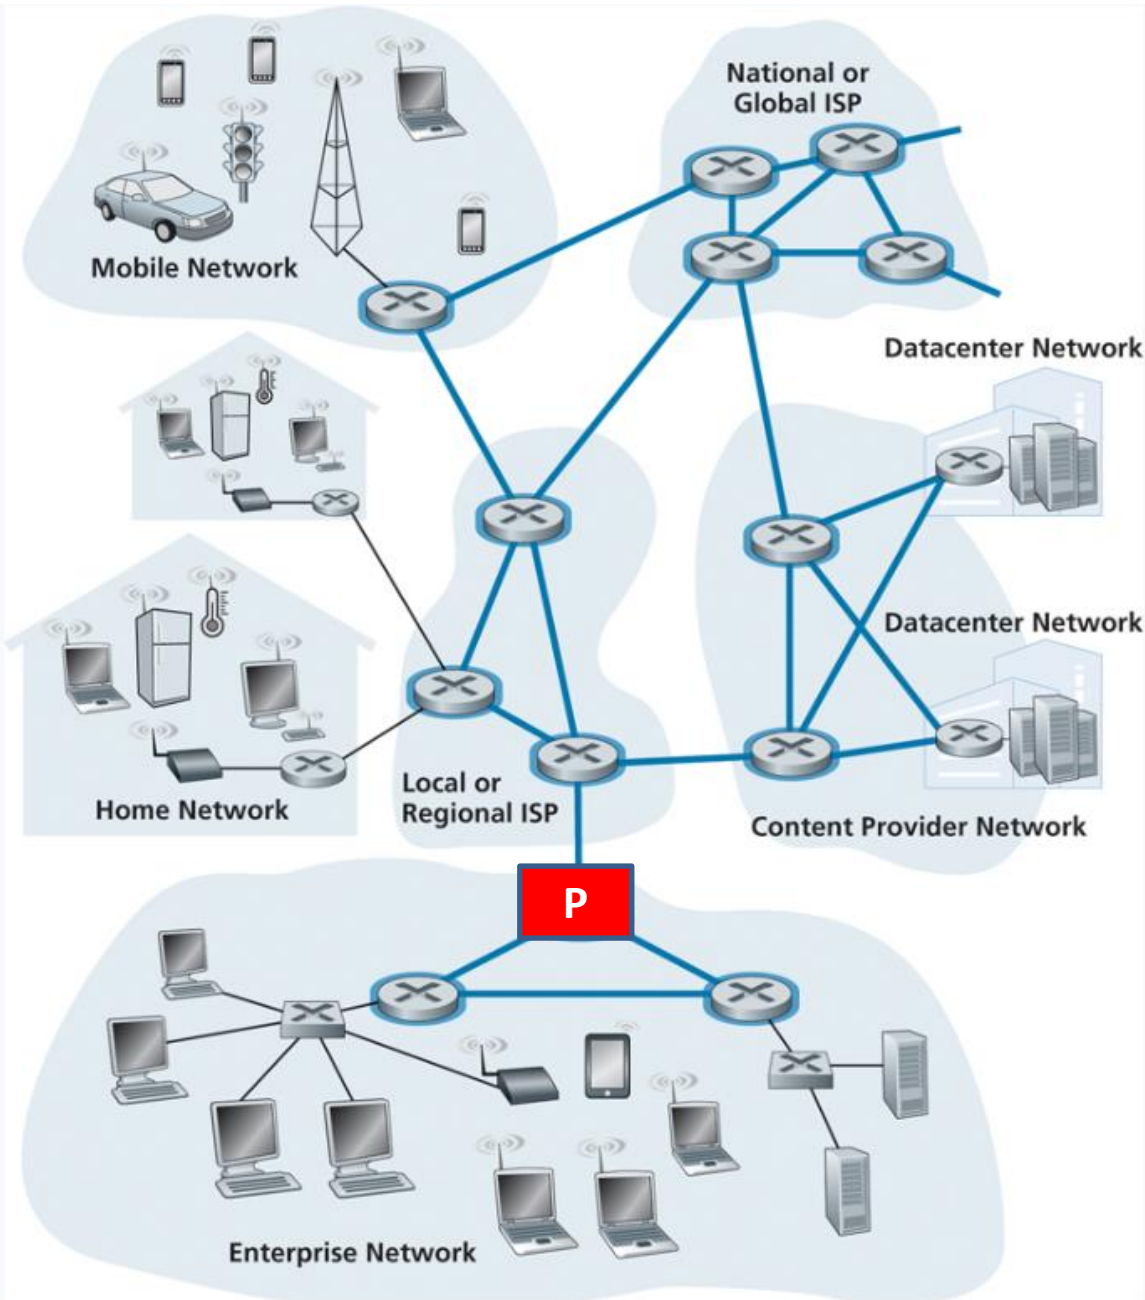 National or
Global ISP
Mobile Network
Datacenter Network
Datacenter Network
Home Network
Local or
Regional ISP
Content Provider Network
P
Enterprise Network